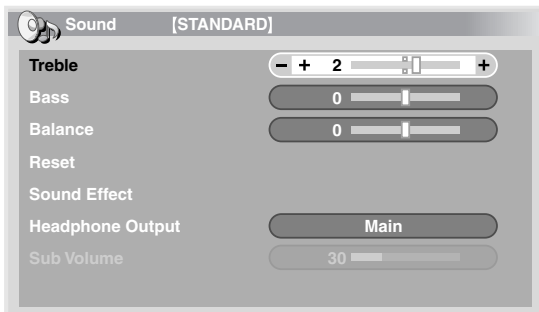 Sound [STANDARD]
Treble - + 2 +
Bass 0
Balance 0
Reset
Sound Effect
Headphone Output Main
Sub Volume 30